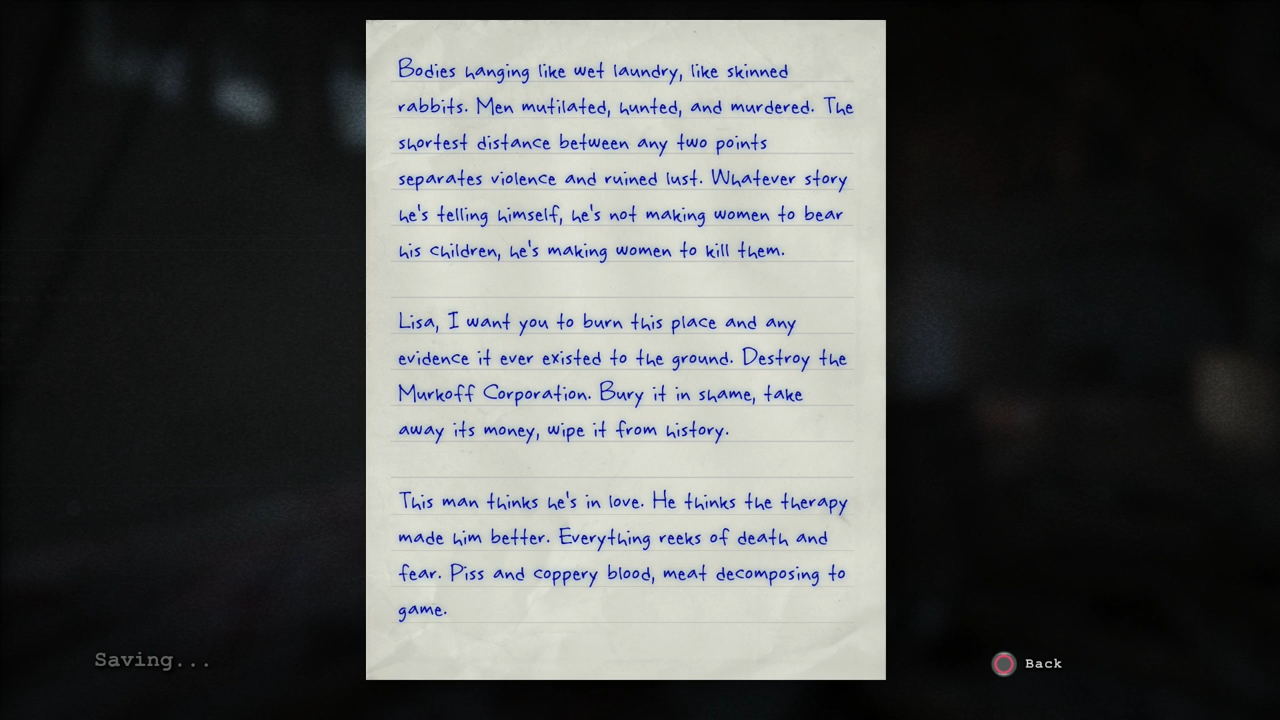 Bodies hanging like wet laundry, like skinned
rabbits. Men mutilated, hunted, and murdered. The
shortest distance between any two points
separates violence and ruined lust. Whatever story
he's telling himself, he's not making women to bear
his children, he's making women to kill them.
Lisa, I want you to burn this place and any
evidence it ever existed to the ground. Destroy the
Murkoff Corporation. Bury it in shame, take
away its money, wipe it from history.
This man thinks he's in love. He thinks the therapy
made him better. Everything reeks of death and
fear. Piss and coppery blood, meat decomposing to
game.
Saving...
Back